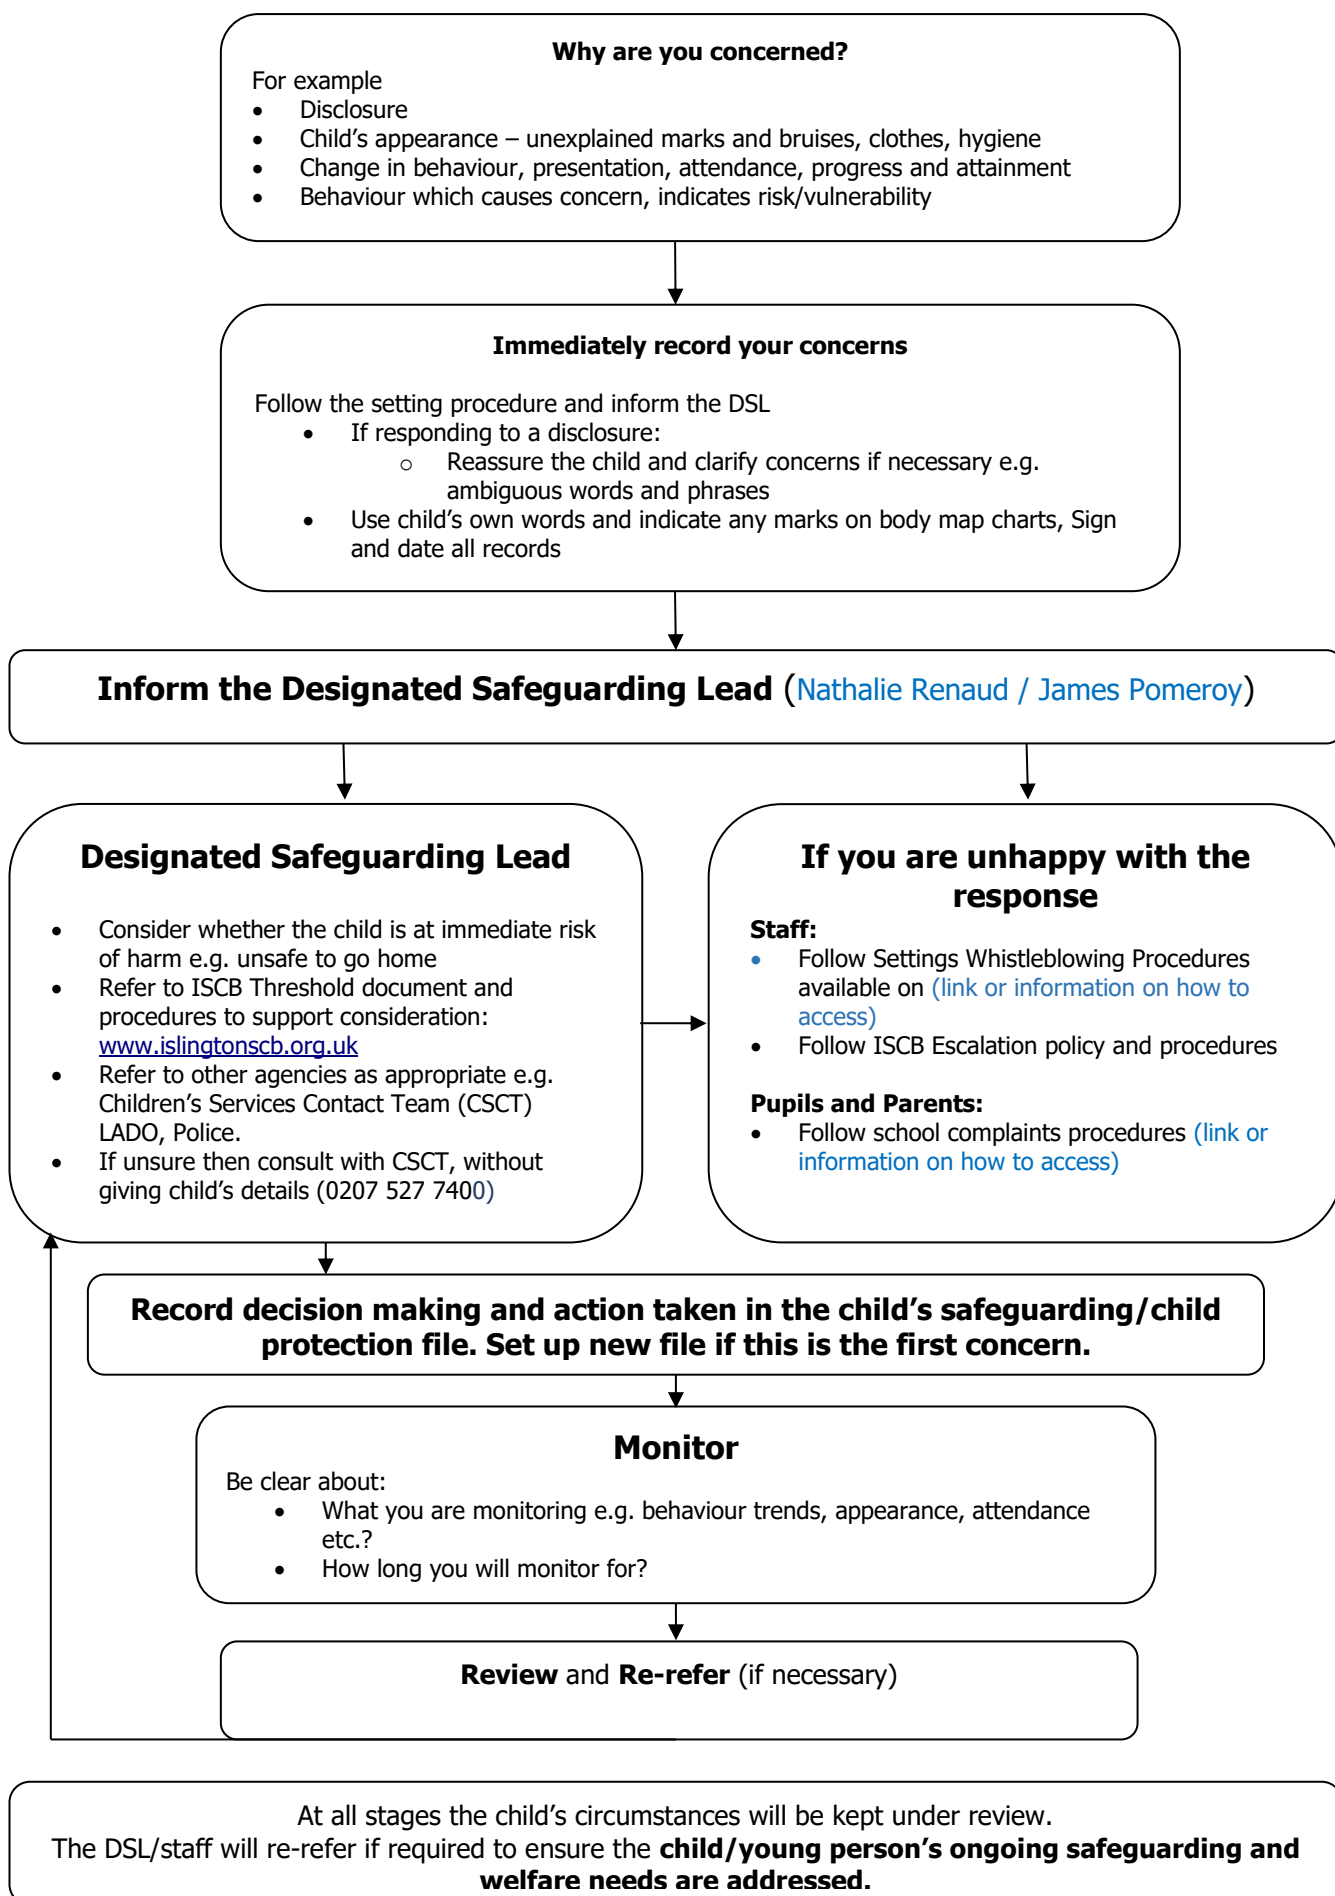 Why are you concerned?
For example
• Disclosure
• Child's appearance – unexplained marks and bruises, clothes, hygiene
• Change in behaviour, presentation, attendance, progress and attainment
• Behaviour which causes concern, indicates risk/vulnerability
Immediately record your concerns
Follow the setting procedure and inform the DSL
• If responding to a disclosure:
o Reassure the child and clarify concerns if necessary e.g.
ambiguous words and phrases
• Use child's own words and indicate any marks on body map charts, Sign
and date all records
Inform the Designated Safeguarding Lead (Nathalie Renaud / James Pomeroy)
Designated Safeguarding Lead
• Consider whether the child is at immediate risk
of harm e.g. unsafe to go home
• Refer to ISCB Threshold document and
procedures to support consideration:
www.islingtonscb.org.uk
• Refer to other agencies as appropriate e.g.
Children's Services Contact Team (CSCT)
LADO, Police.
• If unsure then consult with CSCT, without
giving child's details (0207 527 7400)
If you are unhappy with the
response
Staff:
• Follow Settings Whistleblowing Procedures
available on (link or information on how to
access)
• Follow ISCB Escalation policy and procedures
Pupils and Parents:
• Follow school complaints procedures (link or
information on how to access)
Record decision making and action taken in the child's safeguarding/child
protection file. Set up new file if this is the first concern.
Monitor
Be clear about:
• What you are monitoring e.g. behaviour trends, appearance, attendance
etc.?
• How long you will monitor for?
Review and Re-refer (if necessary)
At all stages the child's circumstances will be kept under review.
The DSL/staff will re-refer if required to ensure the child/young person's ongoing safeguarding and
welfare needs are addressed.